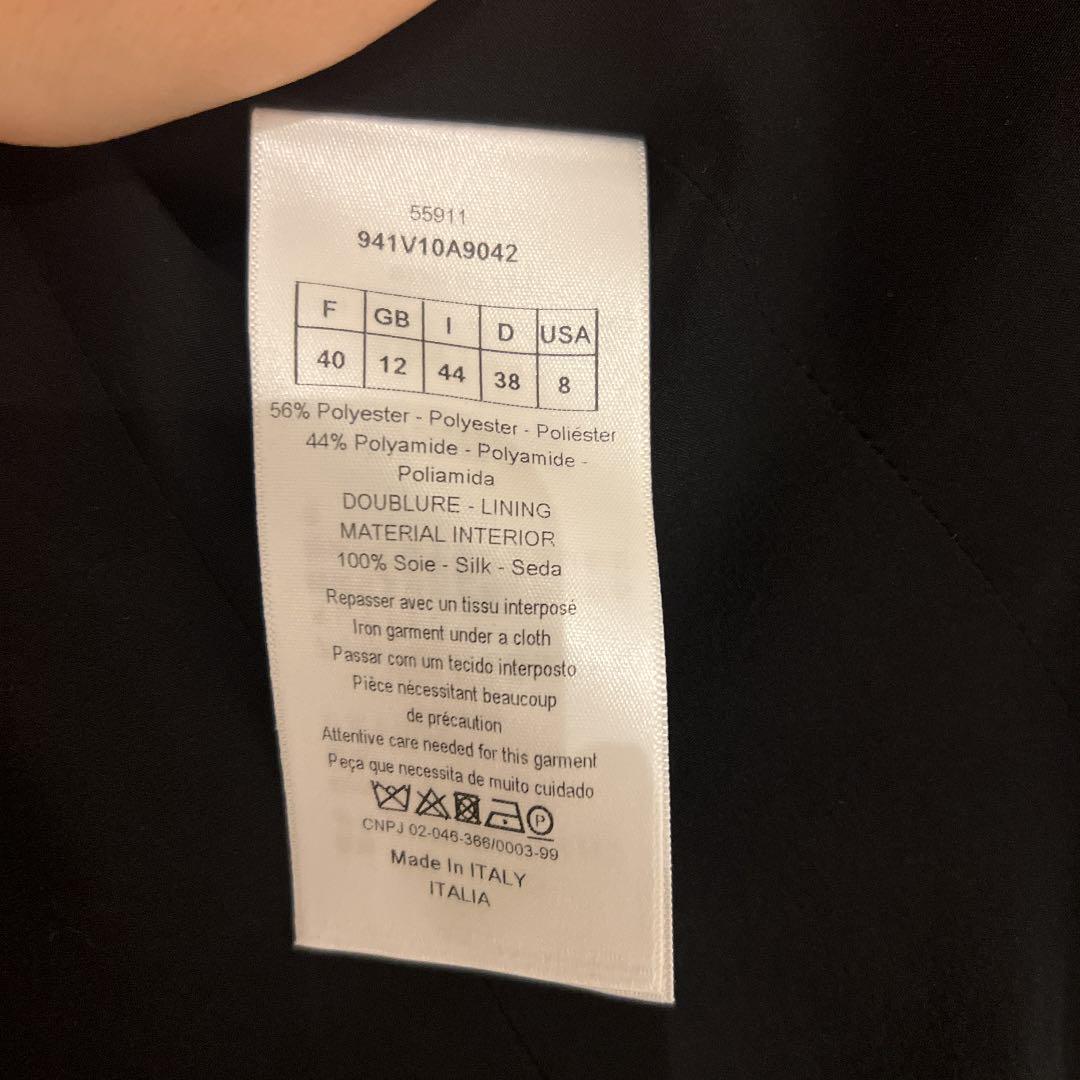 55911
941V10A9042
F GB I D USA
40 12 44 38 8
56% Polyester - Polyester - Poliéster
44% Polyamide - Polyamide -
Poliamida
DOUBLURE - LINING
MATERIAL INTERIOR
100% Soie - Silk - Seda
Repasser avec un tissu interposé
Iron garment under a cloth
Passar com um tecido interposto
Pièce nécessitant beaucoup
de précaution
Attentive care needed for this garment
Peça que necessita de muito cuidado
P
CNPJ 02-046-366/0003-99
Made In ITALY
ITALIA